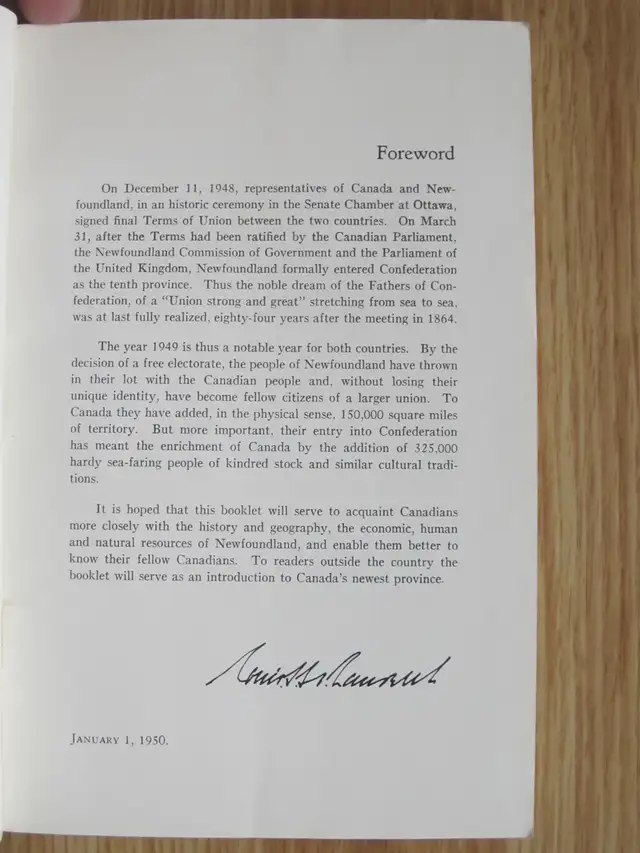 Foreword
On December 11, 1948, representatives of Canada and New-
foundland, in an historic ceremony in the Senate Chamber at Ottawa,
signed final Terms of Union between the two countries. On March
31, after the Terms had been ratified by the Canadian Parliament,
the Newfoundland Commission of Government and the Parliament of
the United Kingdom, Newfoundland formally entered Confederation
as the tenth province. Thus the noble dream of the Fathers of Con-
federation, of a "Union strong and great" stretching from sea to sea,
was at last fully realized, eighty-four years after the meeting in 1864.
The year 1949 is thus a notable year for both countries. By the
decision of a free electorate, the people of Newfoundland have thrown
in their lot with the Canadian people and, without losing their
unique identity, have become fellow citizens of a larger union. To
Canada they have added, in the physical sense, 150,000 square miles
of territory. But more important, their entry into Confederation
has meant the enrichment of Canada by the addition of 325,000
hardy sea-faring people of kindred stock and similar cultural tradi-
tions.
It is hoped that this booklet will serve to acquaint Canadians
more closely with the history and geography, the economic, human
and natural resources of Newfoundland, and enable them better to
know their fellow Canadians. To readers outside the country the
booklet will serve as an introduction to Canada's newest province.
Louis S. St. Laurent
January 1, 1950.